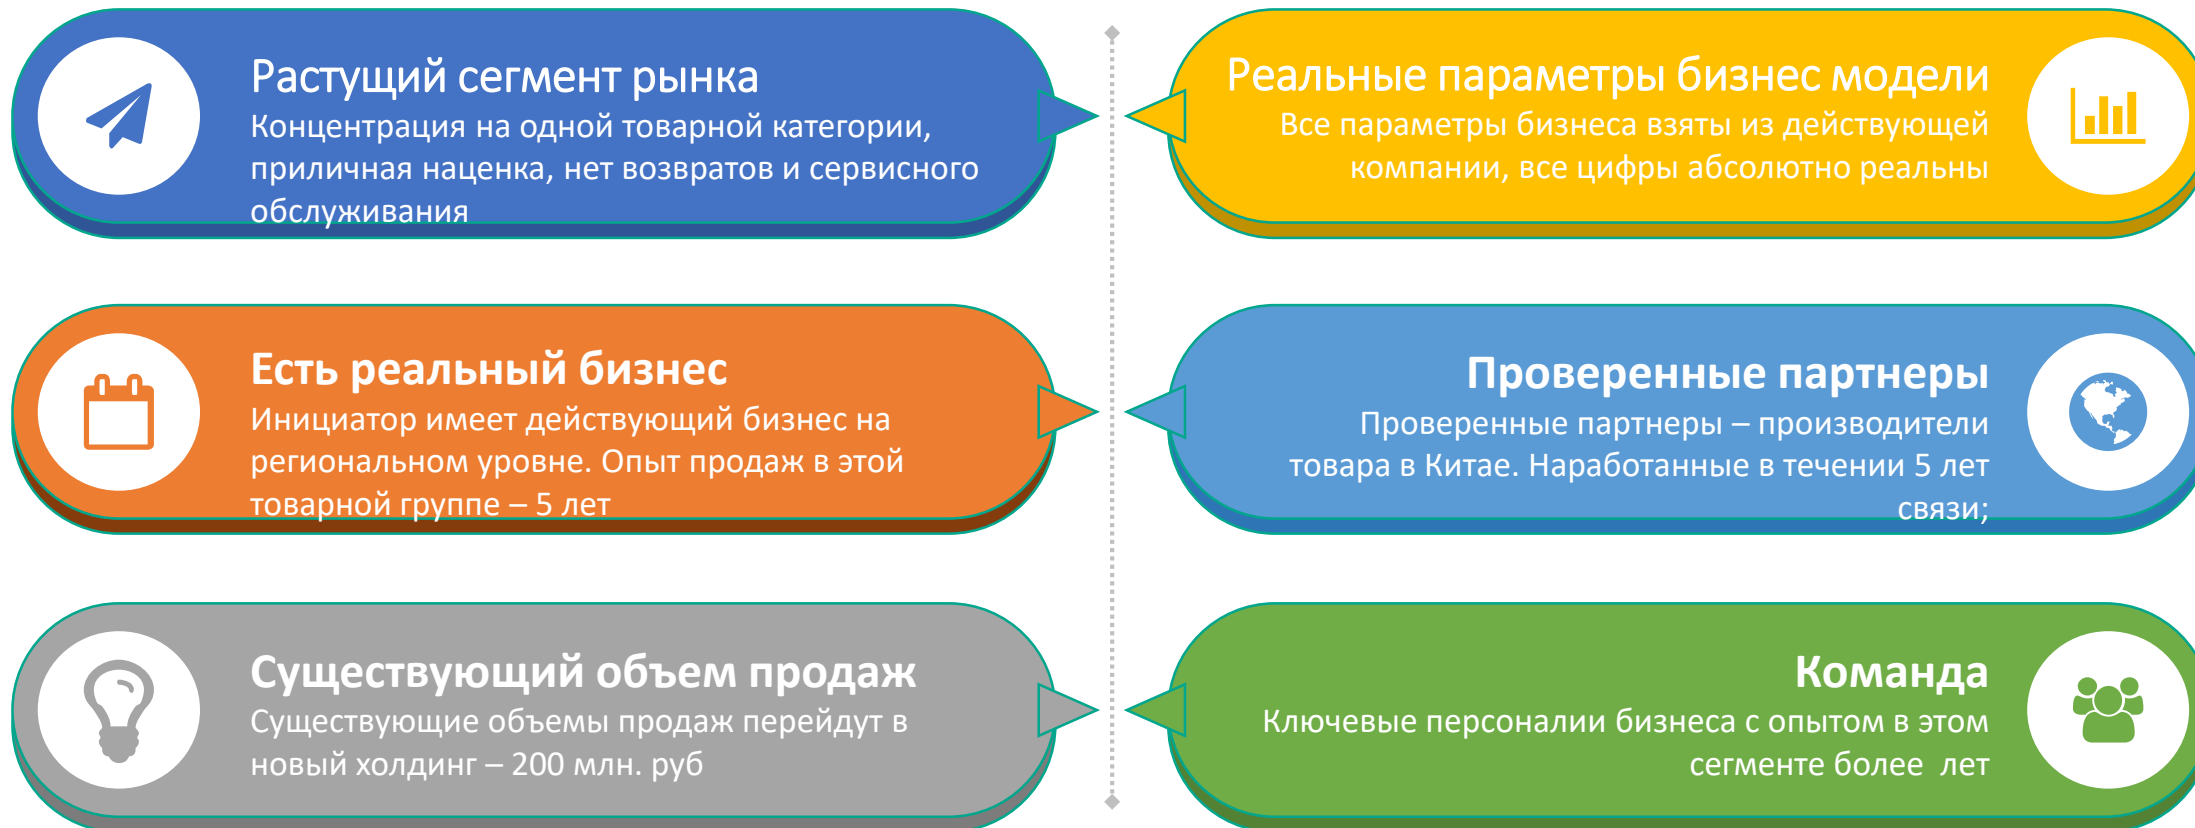 Растущий сегмент рынка
Концентрация на одной товарной категории,
приличная наценка, нет возвратов и сервисного
обслуживания
Реальные параметры бизнес модели
Все параметры бизнеса взяты из действующей
компании, все цифры абсолютно реальны
Есть реальный бизнес
Инициатор имеет действующий бизнес на
региональном уровне. Опыт продаж в этой
товарной группе – 5 лет
Проверенные партнеры
Проверенные партнеры – производители
товара в Китае. Наработанные в течении 5 лет
связи;
Существующий объем продаж
Существующие объемы продаж перейдут в
новый холдинг – 200 млн. руб
Команда
Ключевые персоналии бизнеса с опытом в этом
сегменте более  лет